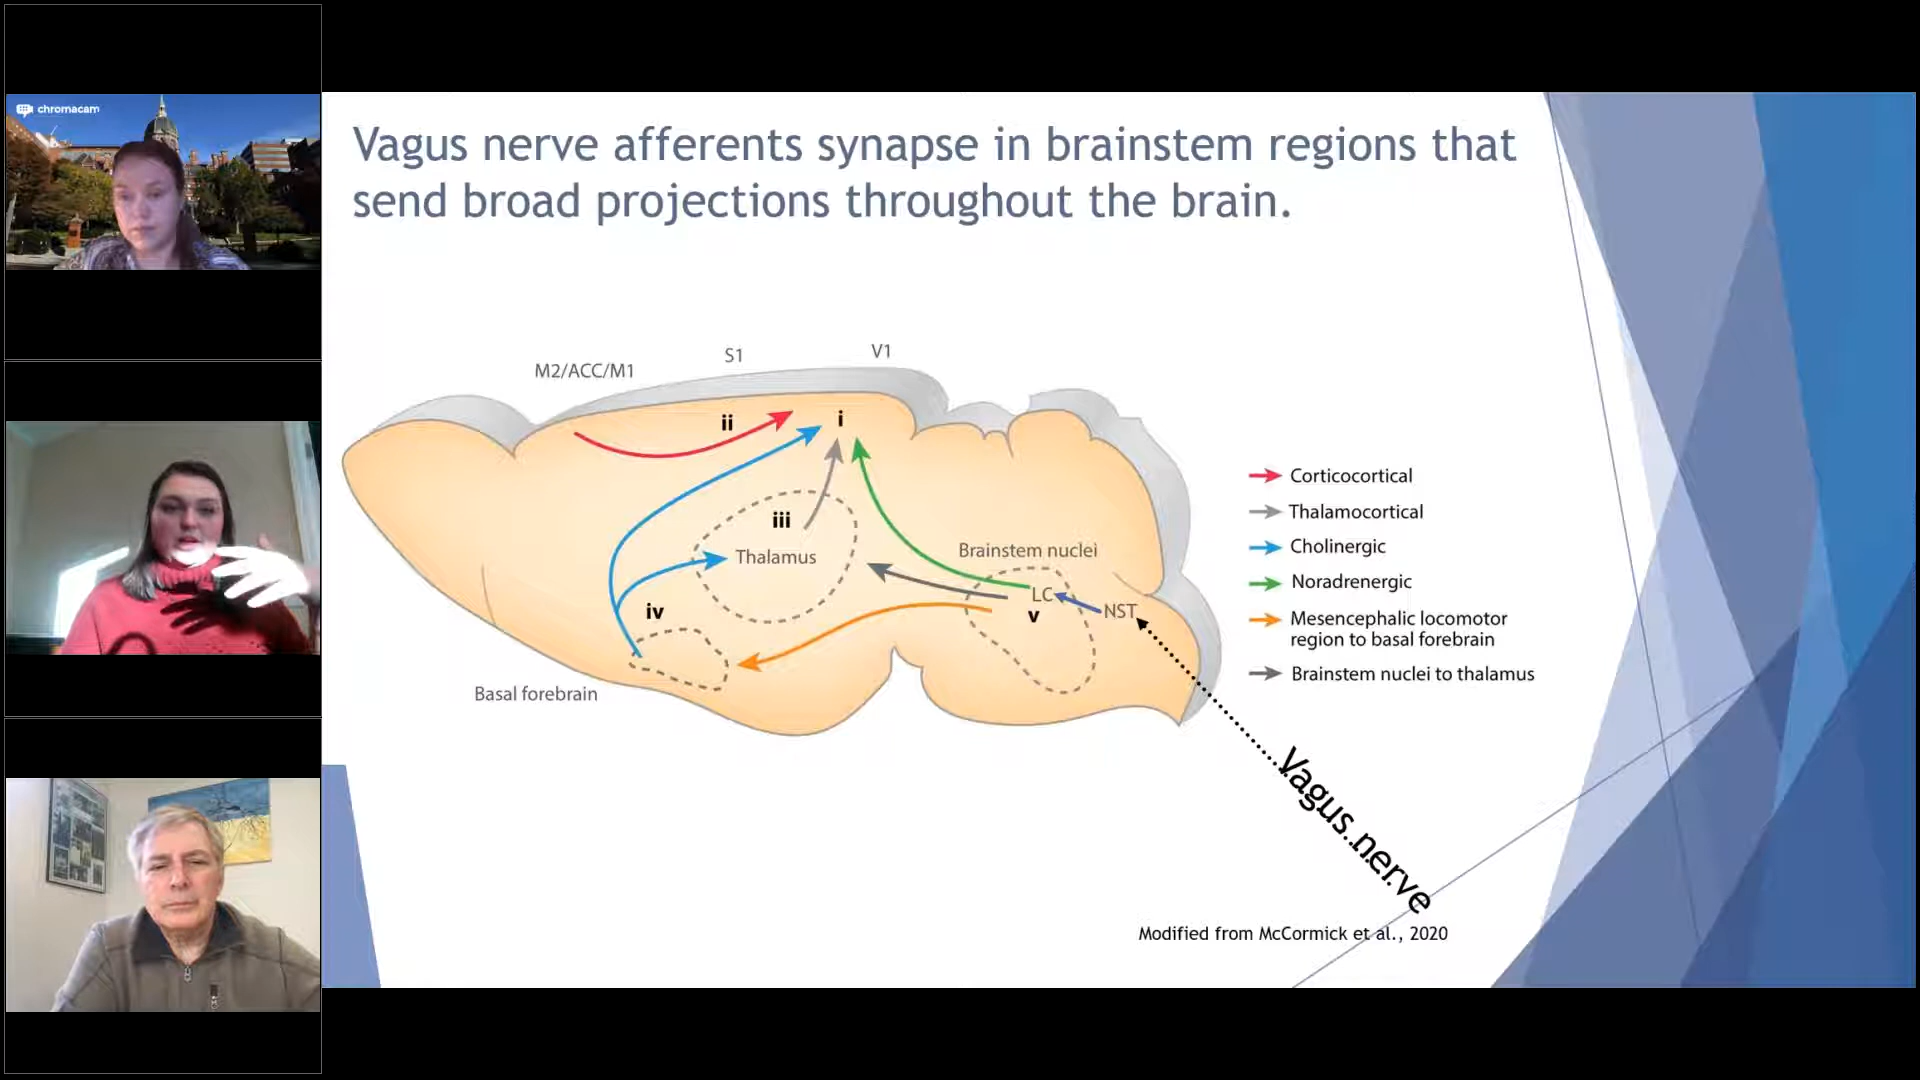 chromacam
Vagus nerve afferents synapse in brainstem regions that
send broad projections throughout the brain.
M2/ACC/M1
S1
V1
ii
i
iii
Thalamus
iv
Basal forebrain
Brainstem nuclei
LC
v
NST
Corticocortical
Thalamocortical
Cholinergic
Noradrenergic
Mesencephalic locomotor
region to basal forebrain
Brainstem nuclei to thalamus
Vagus nerve
Modified from McCormick et al., 2020